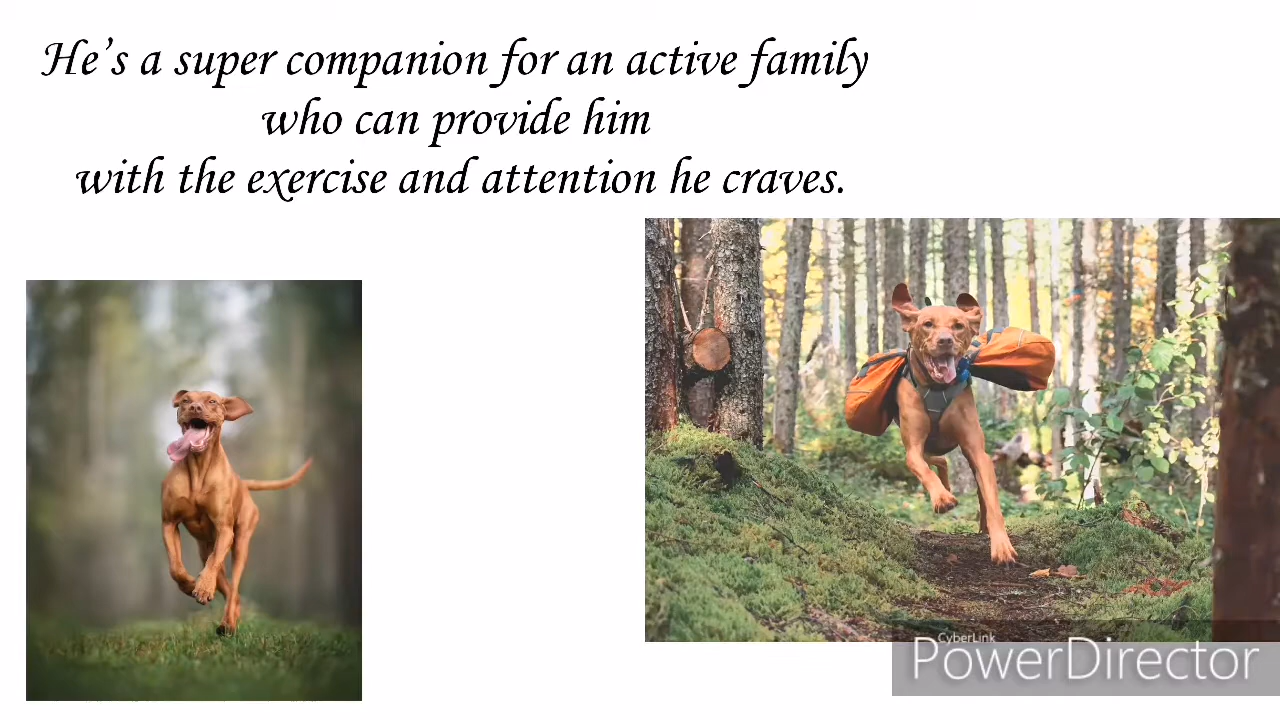 He's a super companion for an active family
who can provide him
with the exercise and attention he craves.
CyberLink
PowerDirector